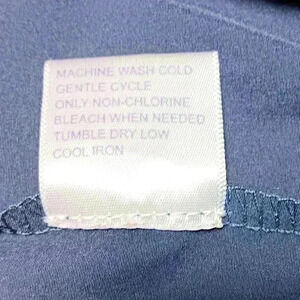 MACHINE WASH COLD
GENTLE CYCLE
ONLY NON-CHLORINE
BLEACH WHEN NEEDED
TUMBLE DRY LOW
COOL IRON